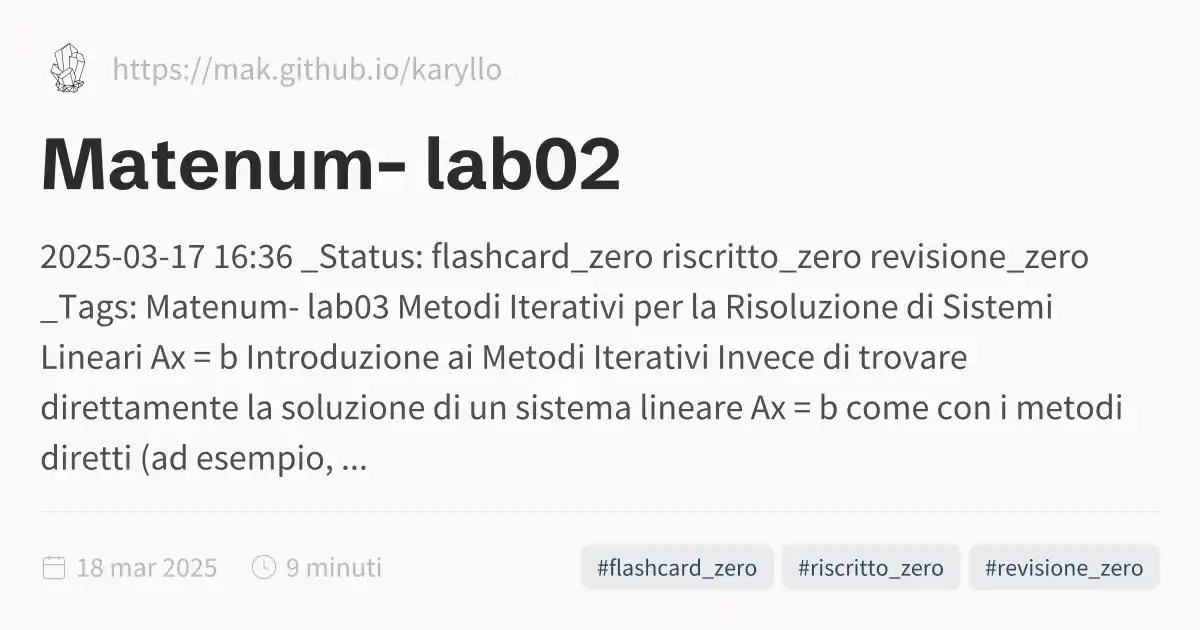 https://mak.github.io/karyllo
Matenum- lab02
2025-03-17 16:36 _Status: flashcard_zero riscritto_zero revisione_zero
_Tags: Matenum- lab03 Metodi Iterativi per la Risoluzione di Sistemi
Lineari Ax = b Introduzione ai Metodi Iterativi Invece di trovare
direttamente la soluzione di un sistema lineare Ax = b come con i metodi
diretti (ad esempio, ...
18 mar 2025 9 minuti #flashcard_zero #riscritto_zero #revisione_zero